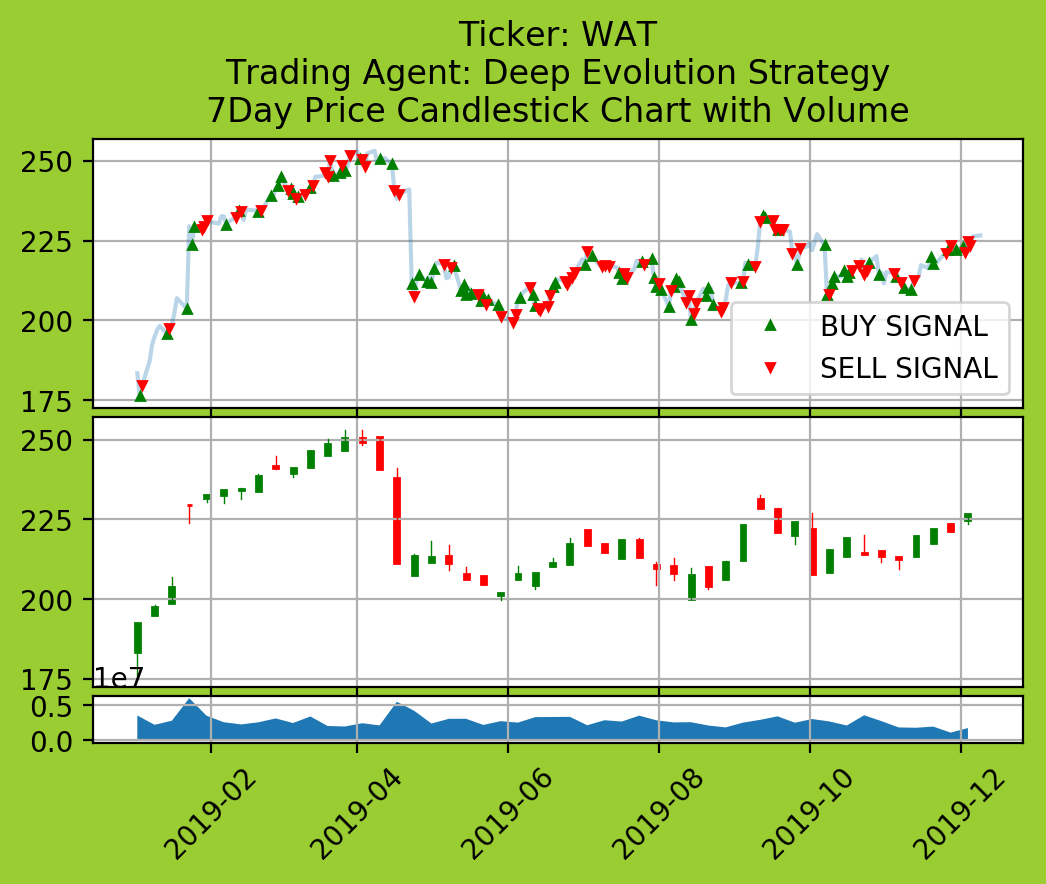 Ticker: WAT
Trading Agent: Deep Evolution Strategy
7Day Price Candlestick Chart with Volume
250
225
200
175
BUY SIGNAL
SELL SIGNAL
250
225
200
175
1e7
0.5
0.0
2019-02
2019-04
2019-06
2019-08
2019-10
2019-12